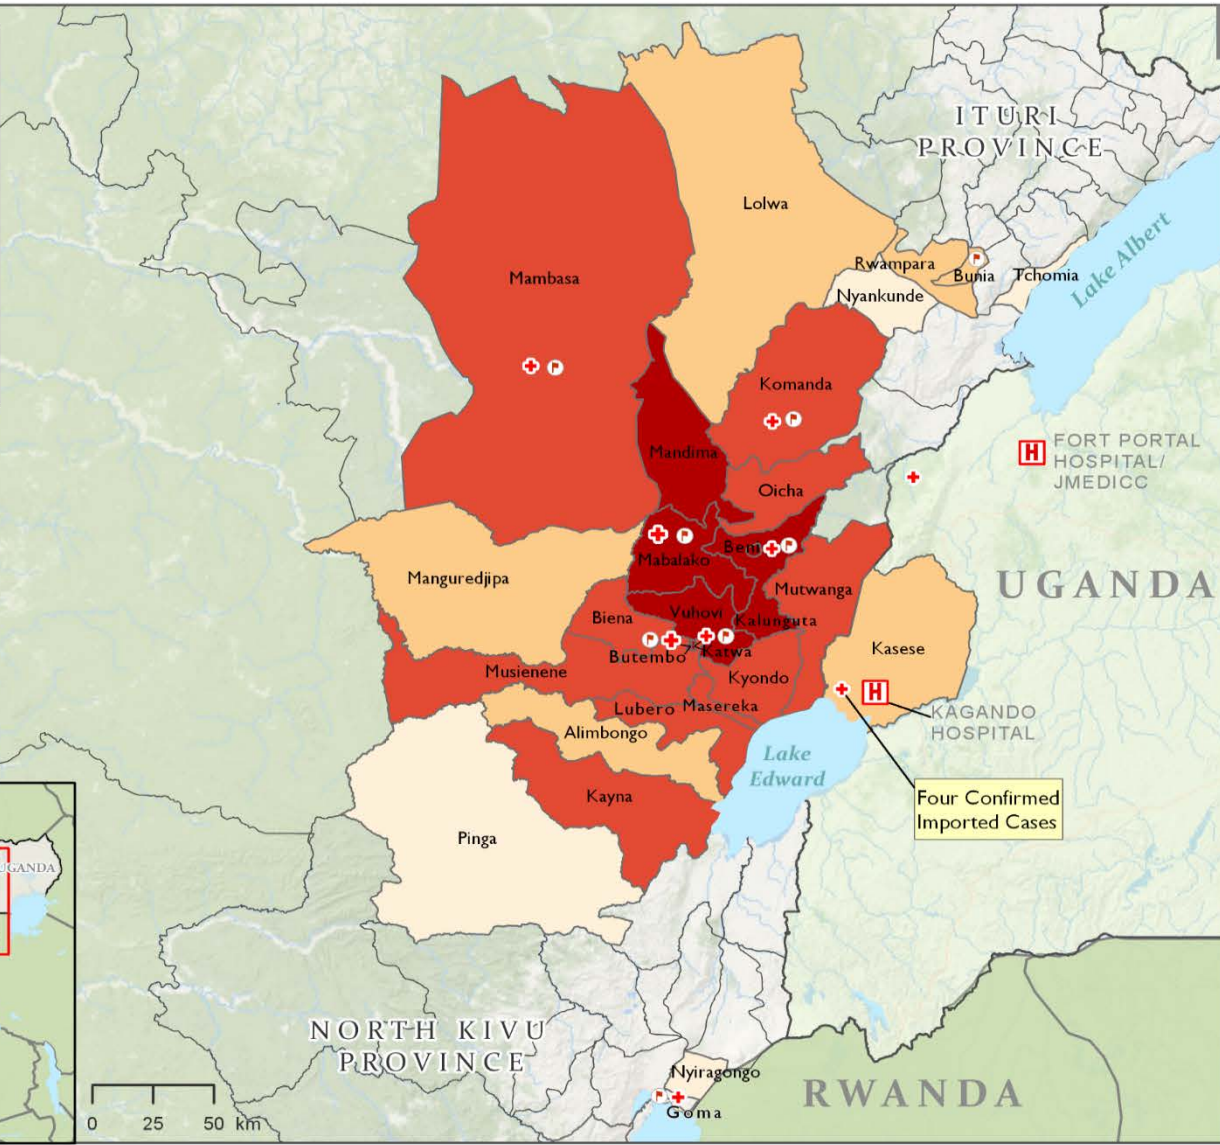 ITURI
PROVINCE
Lolwa
Mambasa
Rwampara
Bunia
Tchomia
Nyankunde
Lake Albert
Komanda
Mandima
FORT PORTAL
HOSPITAL/
JMEDICC
H
Oicha
Beni
Mabalako
Manguredjipa
UGANDA
Mutwanga
Biena
Vuhovi
Kalunguta
Butembo
Katwa
Kasese
Musienene
Kyondo
H
KAGANDO
HOSPITAL
Lubero
Masereka
Alimbongo
Lake
Edward
Kayna
Four Confirmed
Imported Cases
Pinga
UGANDA
NORTH KIVU
PROVINCE
Nyiragongo
RWANDA
Goma
0 25 50 km